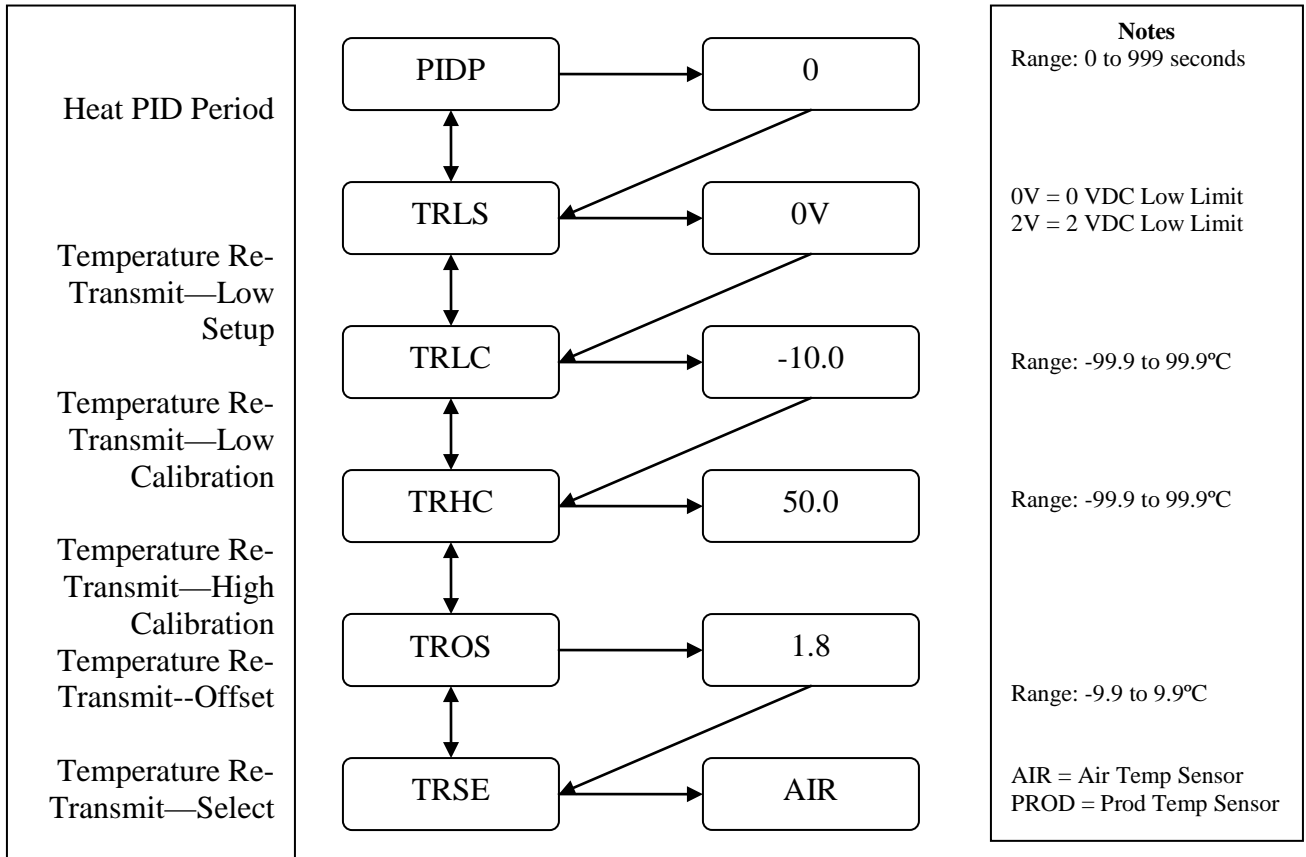 Heat PID Period
Temperature Re-
Transmit—Low
Setup
Temperature Re-
Transmit—Low
Calibration
Temperature Re-
Transmit—High
Calibration
Temperature Re-
Transmit--Offset
Temperature Re-
Transmit—Select
PIDP
0
TRLS
0V
TRLC
-10.0
TRHC
50.0
TROS
1.8
TRSE
AIR
Notes
Range: 0 to 999 seconds
0V = 0 VDC Low Limit
2V = 2 VDC Low Limit
Range: -99.9 to 99.9ºC
Range: -99.9 to 99.9ºC
Range: -9.9 to 9.9ºC
AIR = Air Temp Sensor
PROD = Prod Temp Sensor